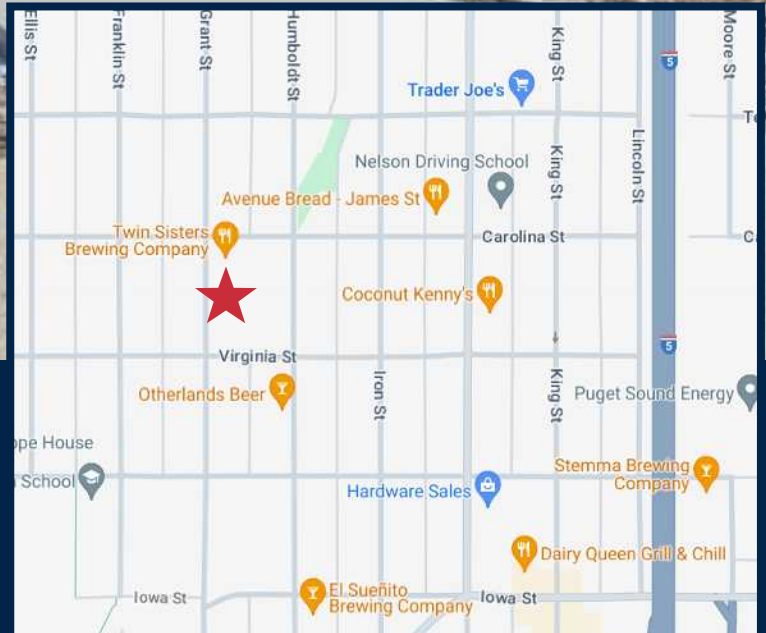 Ellis St
Franklin St
Grant St
Humboldt St
King St
5
Moore St
Trader Joe's
Nelson Driving School
King St
Lincoln St
Avenue Bread - James St
Twin Sisters
Brewing Company
Carolina St
Coconut Kenny's
Virginia St
5
Otherlands Beer
Iron St
King St
Puget Sound Energy
ope House
School
Stemma Brewing
Company
Hardware Sales
Dairy Queen Grill & Chill
Iowa St
El Sueñito
Brewing Company
Iowa St